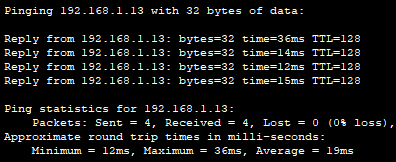 Pinging 192.168.1.13 with 32 bytes of data:
Reply from 192.168.1.13: bytes=32 time=36ms TTL=128
Reply from 192.168.1.13: bytes=32 time=14ms TTL=128
Reply from 192.168.1.13: bytes=32 time=12ms TTL=128
Reply from 192.168.1.13: bytes=32 time=15ms TTL=128
Ping statistics for 192.168.1.13:
Packets: Sent = 4, Received = 4, Lost = 0 (0% loss),
Approximate round trip times in milli-seconds:
Minimum = 12ms, Maximum = 36ms, Average = 19ms